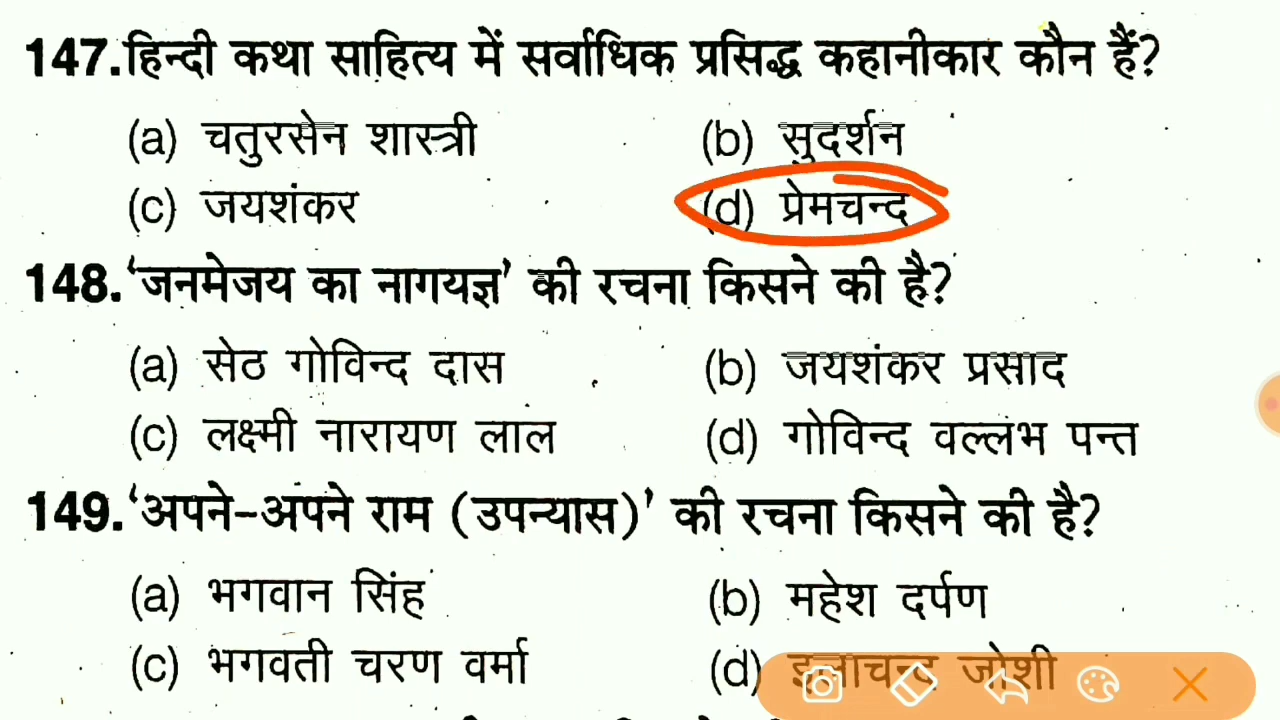 147. हिन्दी कथा साहित्य में सर्वाधिक प्रसिद्ध कहानीकार कौन हैं?
(a) चतुरसेन शास्त्री (b) सुदर्शन
(c) जयशंकर (d) प्रेमचन्द
148. 'जनमेजय का नागयज्ञ' की रचना किसने की है?
(a) सेठ गोविन्द दास (b) जयशंकर प्रसाद
(c) लक्ष्मी नारायण लाल (d) गोविन्द वल्लभ पन्त
149. 'अपने-अपने राम (उपन्यास)' की रचना किसने की है?
(a) भगवान सिंह (b) महेश दर्पण
(c) भगवती चरण वर्मा (d) इलाचन्द जोशी